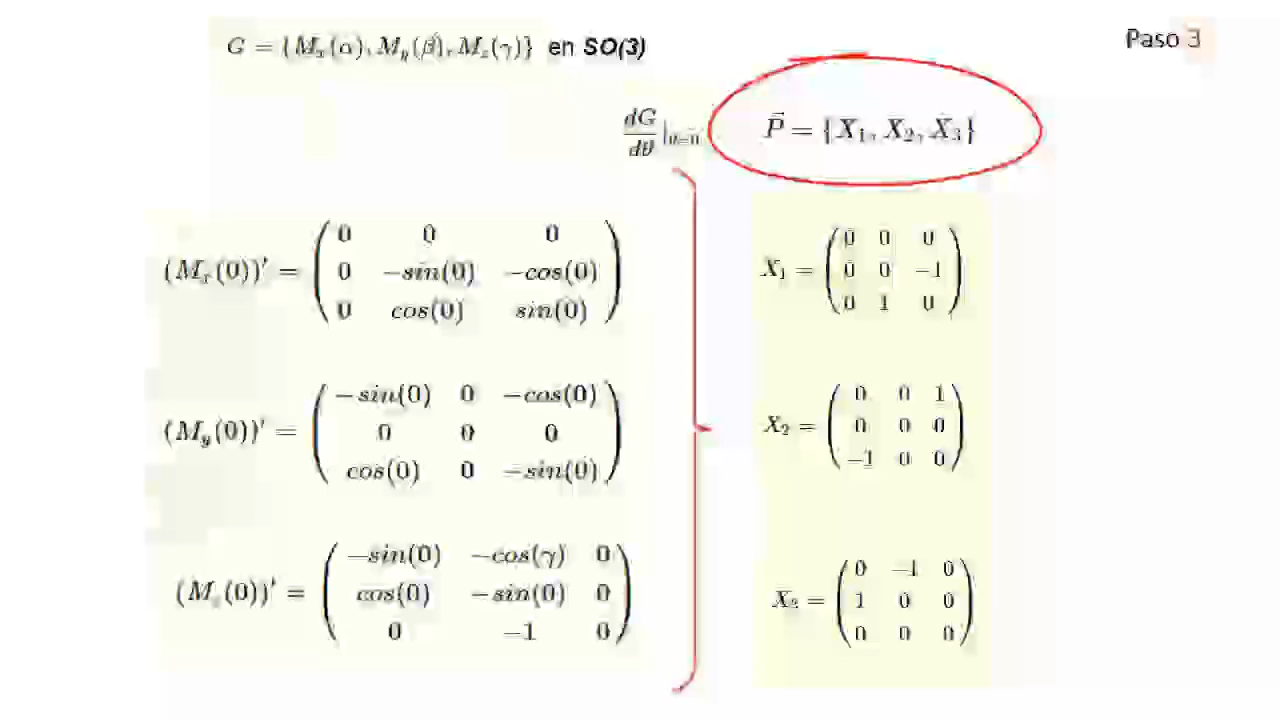 G = {Mₓ(α), M_y(β), M_z(γ)} en SO(3)
Paso 3
dG/dθ |θ=0 P⃗ = {X₁, X₂, X₃}
(Mₓ(0))' = ( 0 0 0
0 -sin(0) -cos(0)
0 cos(0) sin(0) )
X₁ = ( 0 0 0
0 0 -1
0 1 0 )
(M_y(0))' = ( -sin(0) 0 -cos(0)
0 0 0
cos(0) 0 -sin(0) )
X₂ = ( 0 0 1
0 0 0
-1 0 0 )
(M_z(0))' = ( -sin(0) -cos(γ) 0
cos(0) -sin(0) 0
0 -1 0 )
X₂ = ( 0 -1 0
1 0 0
0 0 0 )